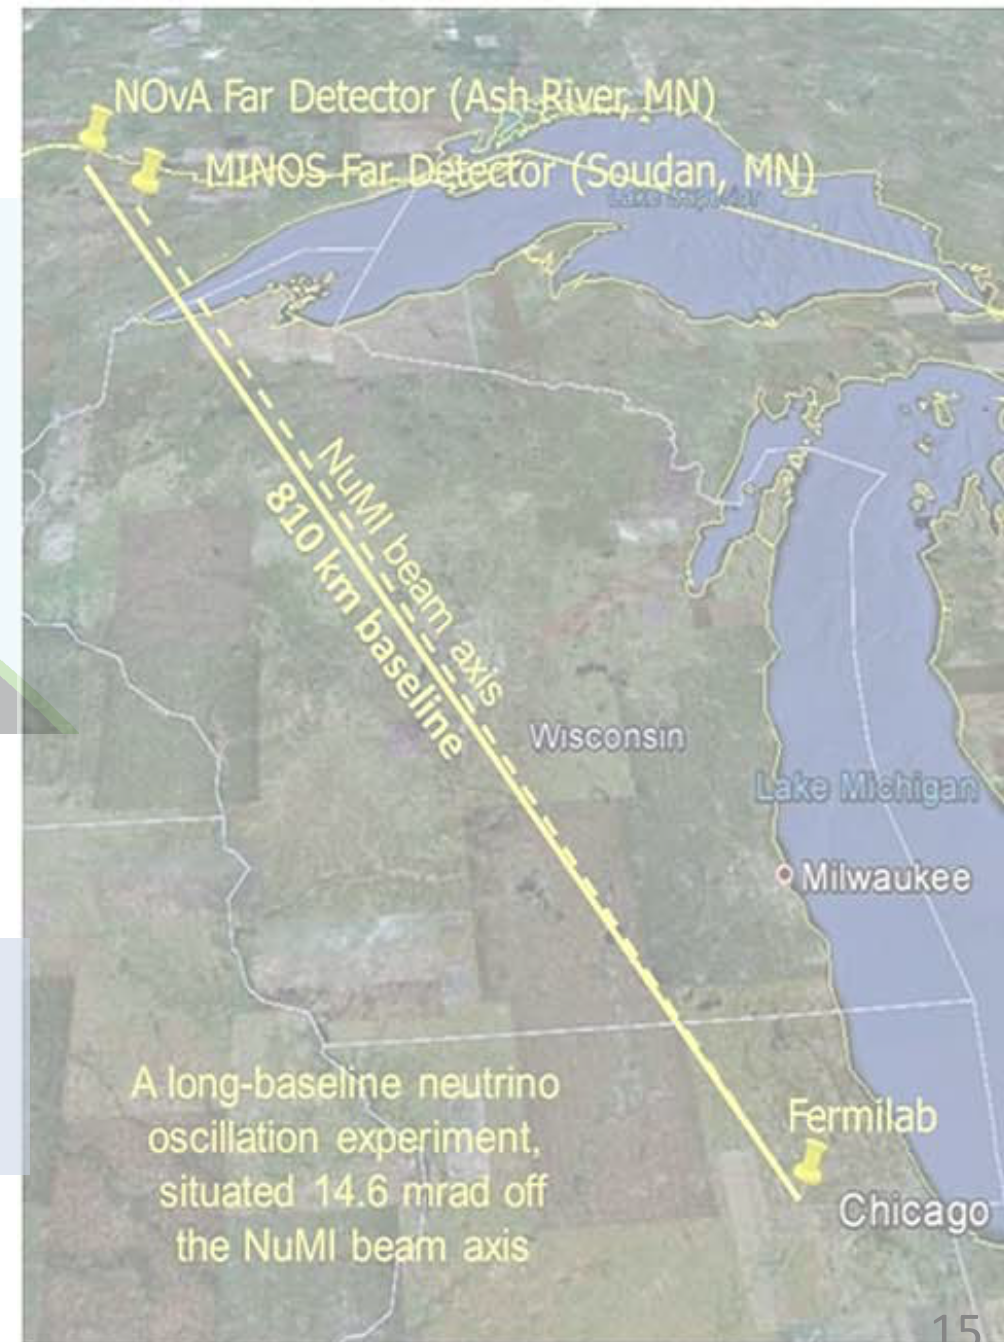 NOvA Far Detector (Ash River, MN)
MINOS Far Detector (Soudan, MN)
Lake Superior
NuMI beam axis
810 km baseline
Wisconsin
Lake Michigan
Milwaukee
A long-baseline neutrino
oscillation experiment,
situated 14.6 mrad off
the NuMI beam axis
Fermilab
Chicago
15